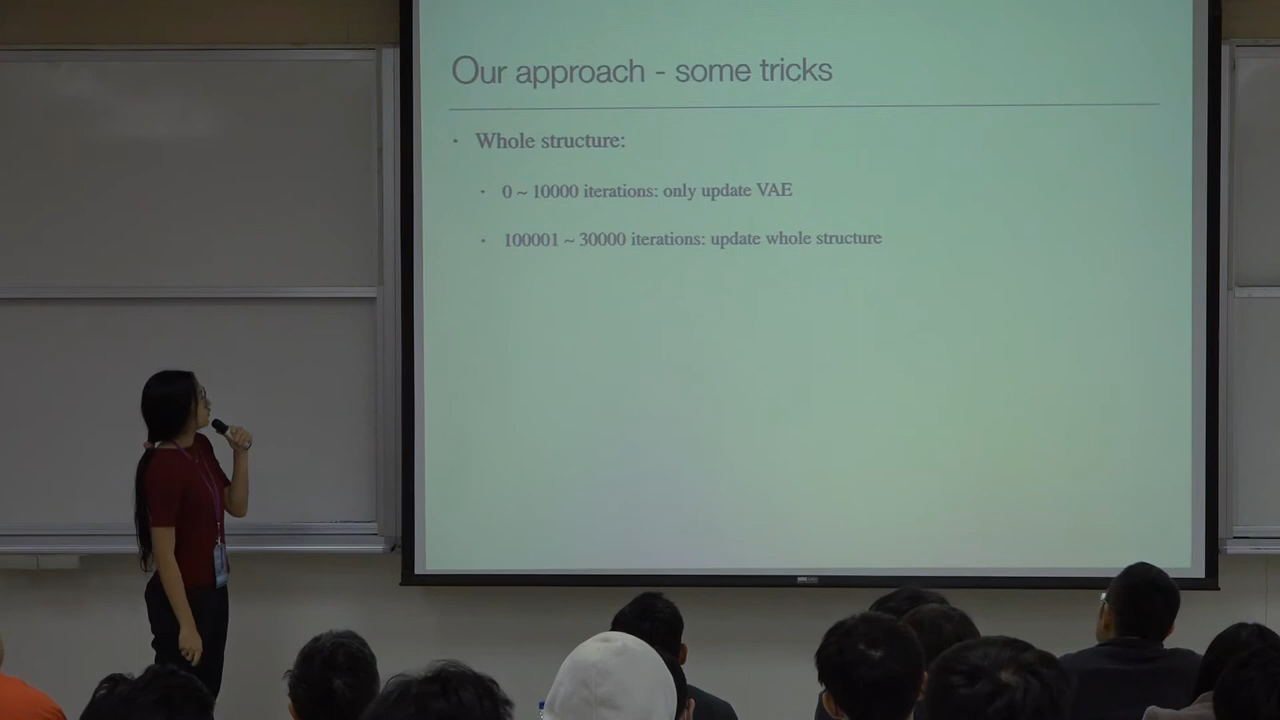 Our approach - some tricks
• Whole structure:
• 0 ~ 10000 iterations: only update VAE
• 100001 ~ 30000 iterations: update whole structure